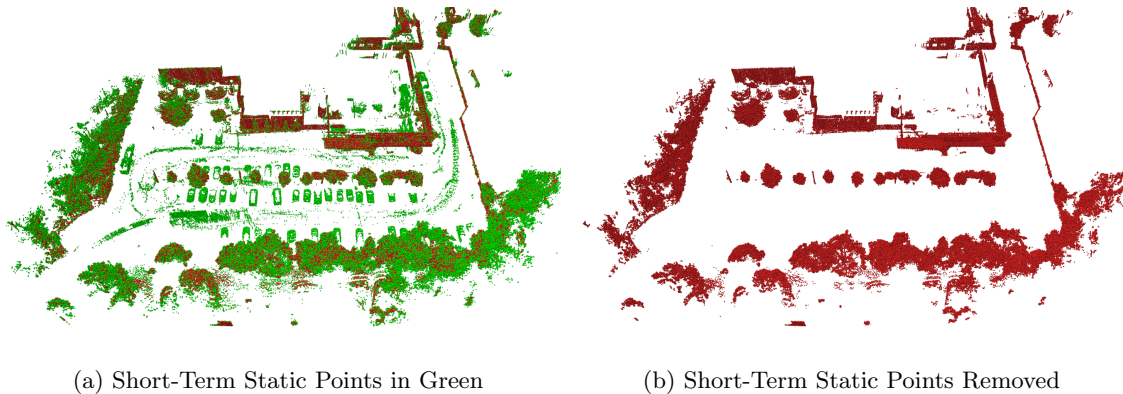 (a) Short-Term Static Points in Green
(b) Short-Term Static Points Removed